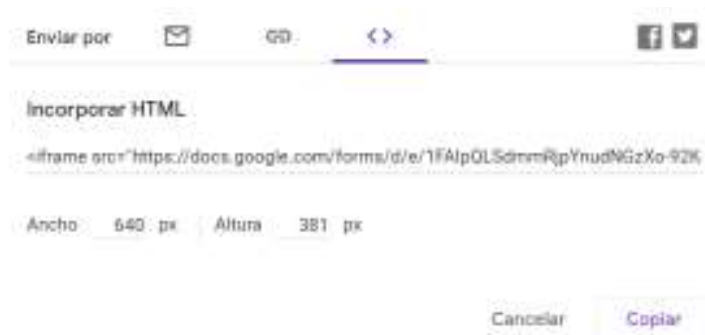 Enviar por
Incorporar HTML
<iframe src="https://docs.google.com/forms/d/e/1FAIpQLSdmmRjpYnudNGzXo-92K
Ancho 640 px Altura 381 px
Cancelar Copiar